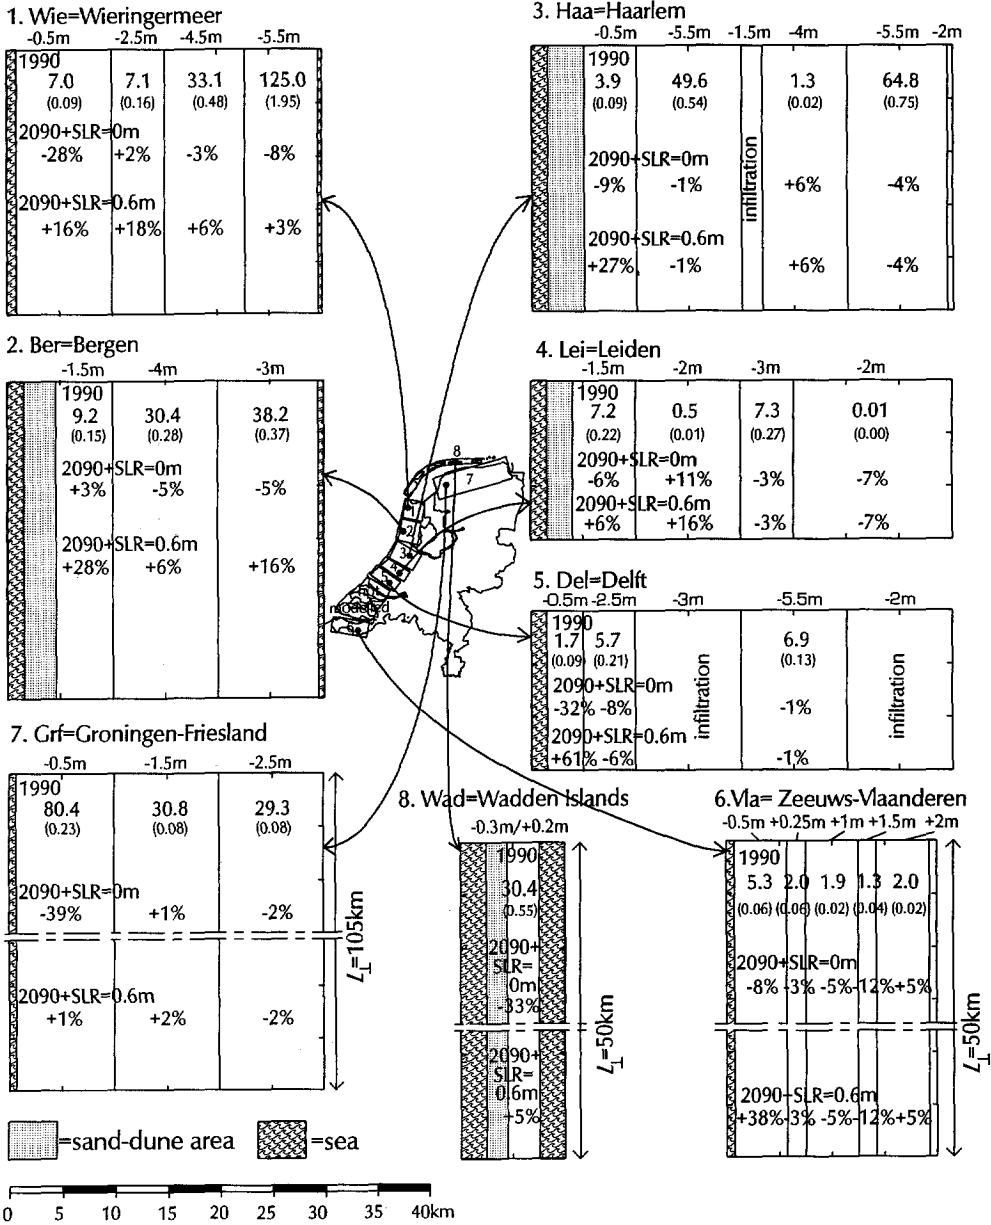 1. Wie=Wieringermeer
-0.5m -2.5m -4.5m -5.5m
1990
7.0 7.1 33.1 125.0
(0.09) (0.16) (0.48) (1.95)
2090+SLR=0m
-28% +2% -3% -8%
2090+SLR=0.6m
+16% +18% +6% +3%
3. Haa=Haarlem
-0.5m -5.5m -1.5m -4m -5.5m -2m
1990
3.9 49.6 1.3 64.8
(0.09) (0.54) (0.02) (0.75)
2090+SLR=0m
-9% -1% +6% -4%
infiltration
2090+SLR=0.6m
+27% -1% +6% -4%
2. Ber=Bergen
-1.5m -4m -3m
1990
9.2 30.4 38.2
(0.15) (0.28) (0.37)
2090+SLR=0m
+3% -5% -5%
2090+SLR=0.6m
+28% +6% +16%
4. Lei=Leiden
-1.5m -2m -3m -2m
1990
7.2 0.5 7.3 0.01
(0.22) (0.01) (0.27) (0.00)
2090+SLR=0m
-6% +11% -3% -7%
2090+SLR=0.6m
+6% +16% -3% -7%
8
7
2
3
5. Del=Delft
-0.5m -2.5m -3m -5.5m -2m
1990
1.7 5.7 6.9
(0.09) (0.21) (0.13)
2090+SLR=0m
-32% -8% -1%
infiltration infiltration
2090+SLR=0.6m
+61% -6% -1%
7. Grf=Groningen-Friesland
-0.5m -1.5m -2.5m
1990
80.4 30.8 29.3
(0.23) (0.08) (0.08)
2090+SLR=0m
-39% +1% -2%
2090+SLR=0.6m
+1% +2% -2%
L⊥=105km
8. Wad=Wadden Islands
-0.3m/+0.2m
1990
30.4
(0.55)
2090+
SLR=
0m
-33%
2090+
SLR=
0.6m
+5%
L⊥=50km
6.Vla= Zeeuws-Vlaanderen
-0.5m +0.25m +1m +1.5m +2m
1990
5.3 2.0 1.9 1.3 2.0
(0.06) (0.06) (0.02) (0.04) (0.02)
2090+SLR=0m
-8% -3% -5% -12% +5%
2090+SLR=0.6m
+38% -3% -5% -12% +5%
L⊥=50km
=sand-dune area =sea
0 5 10 15 20 25 30 35 40km